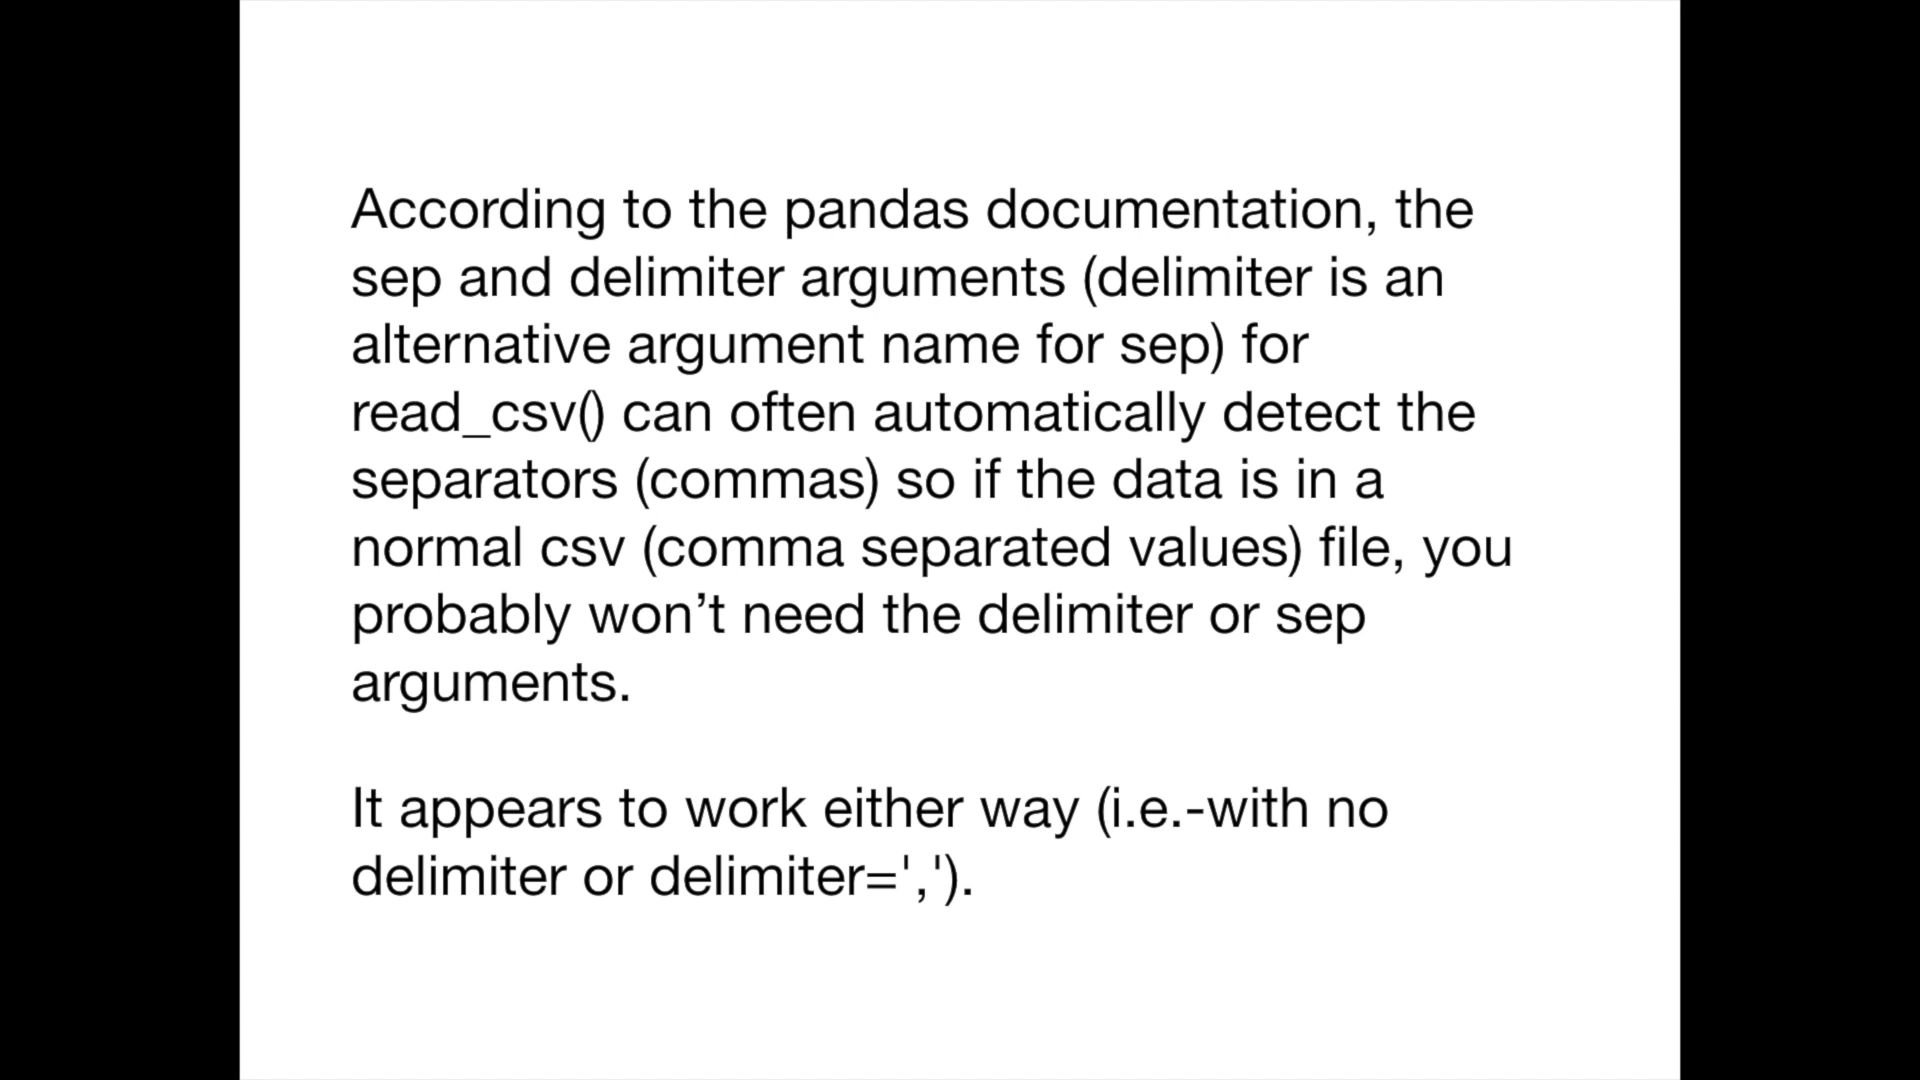 According to the pandas documentation, the
sep and delimiter arguments (delimiter is an
alternative argument name for sep) for
read_csv() can often automatically detect the
separators (commas) so if the data is in a
normal csv (comma separated values) file, you
probably won’t need the delimiter or sep
arguments.
It appears to work either way (i.e.-with no
delimiter or delimiter=',').